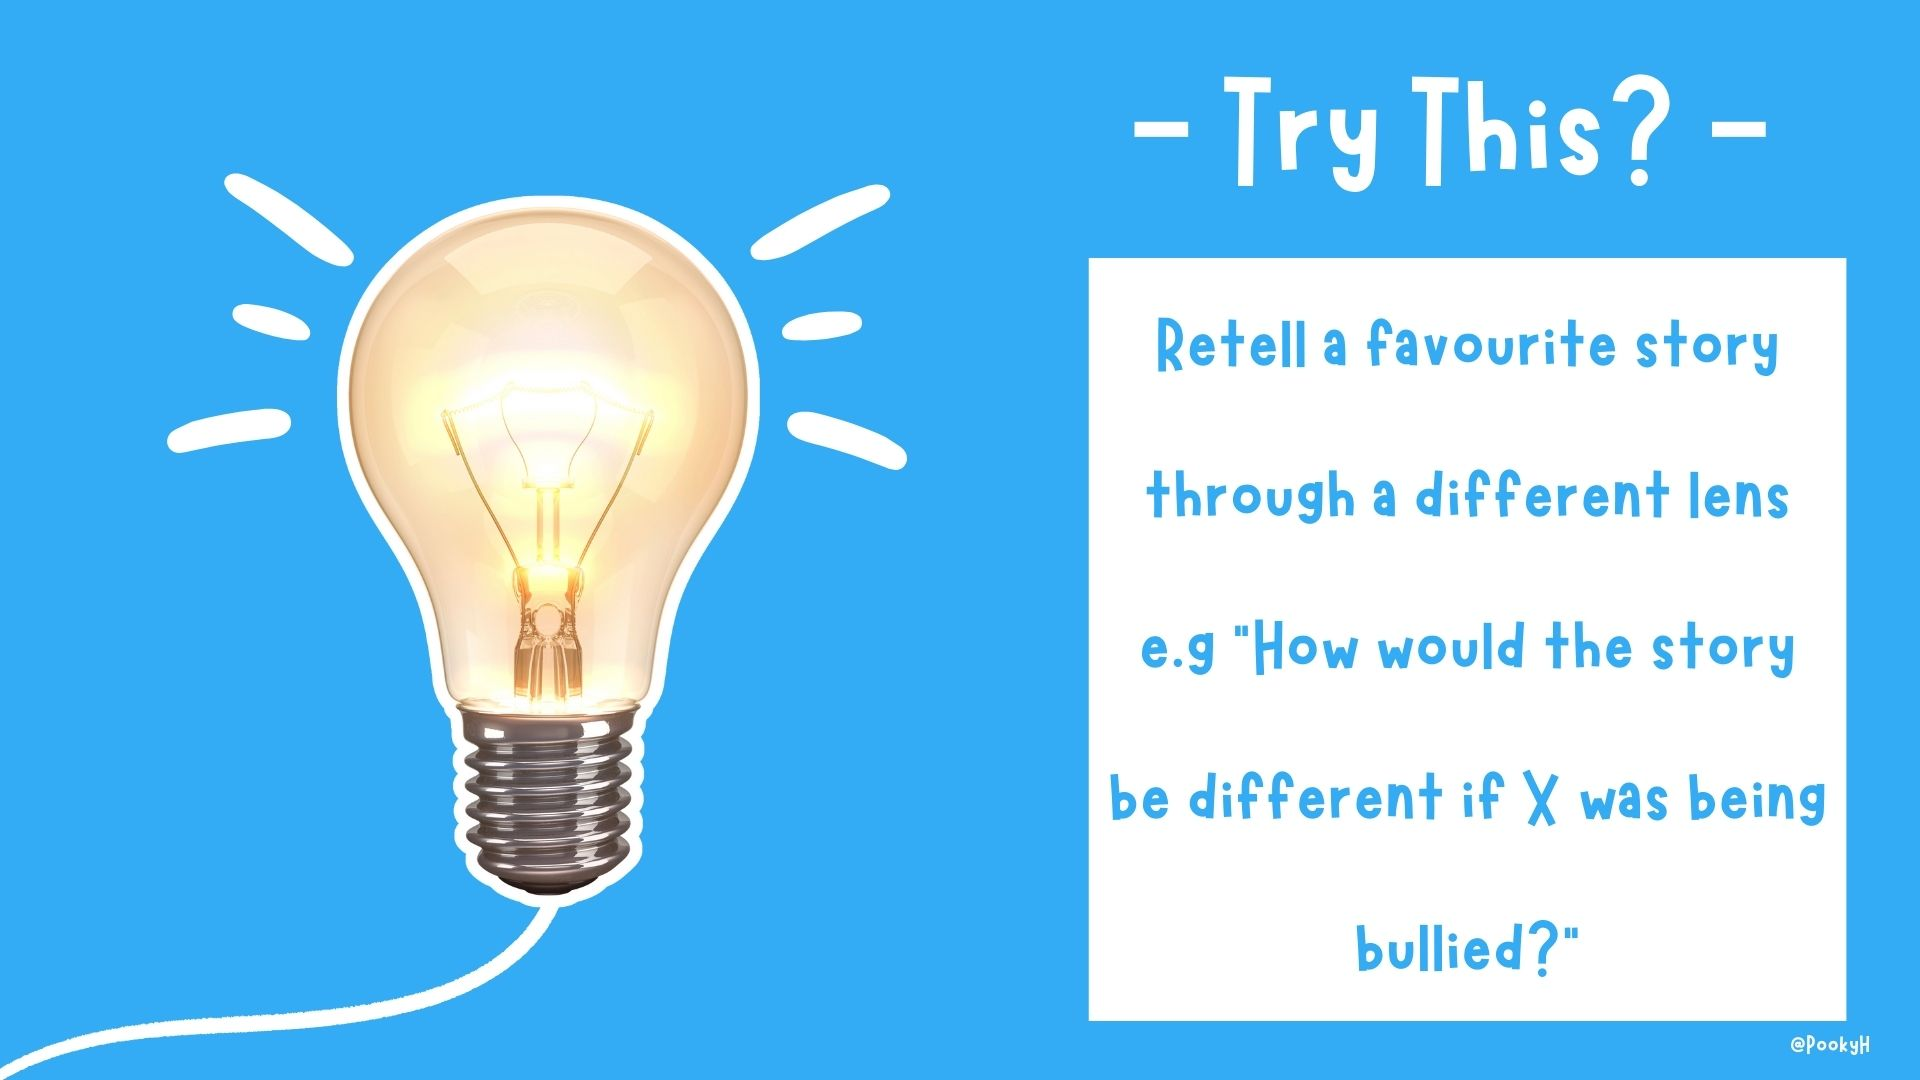 - Try This? -
Retell a favourite story
through a different lens
e.g "How would the story
be different if X was being
bullied?"
@PookyH